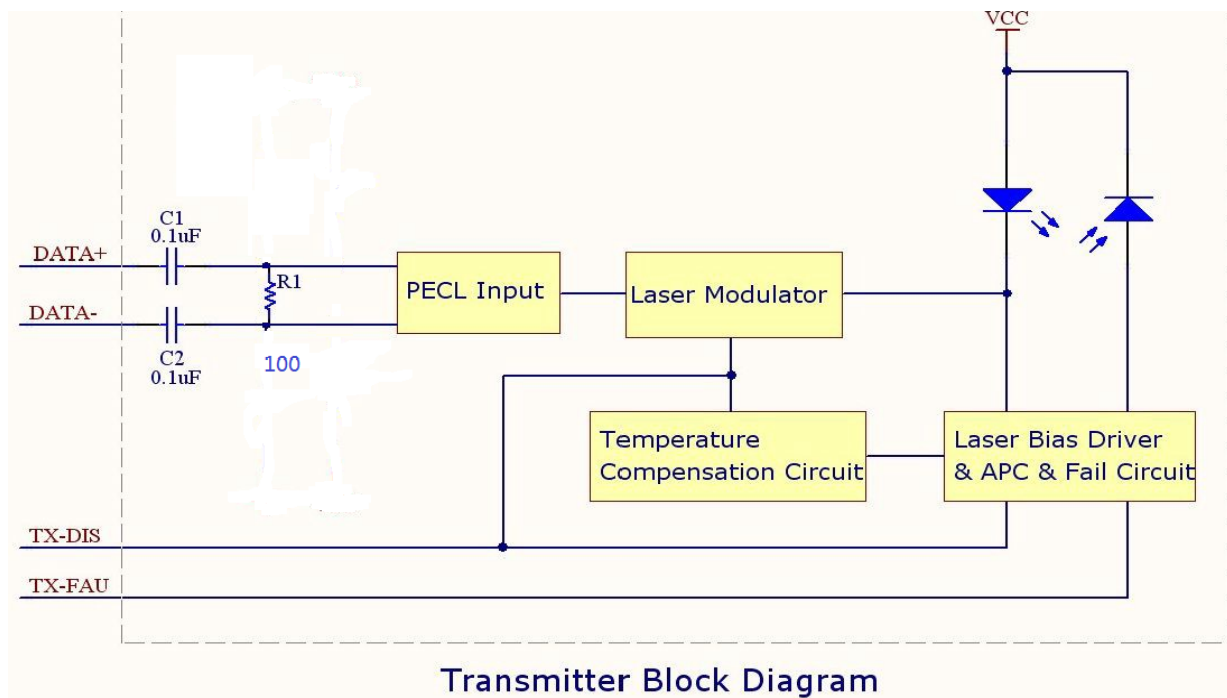 VCC
C1
0.1uF
DATA+
R1
DATA-
C2
0.1uF
100
PECL Input
Laser Modulator
Temperature
Compensation Circuit
Laser Bias Driver
& APC & Fail Circuit
TX-DIS
TX-FAU
Transmitter Block Diagram